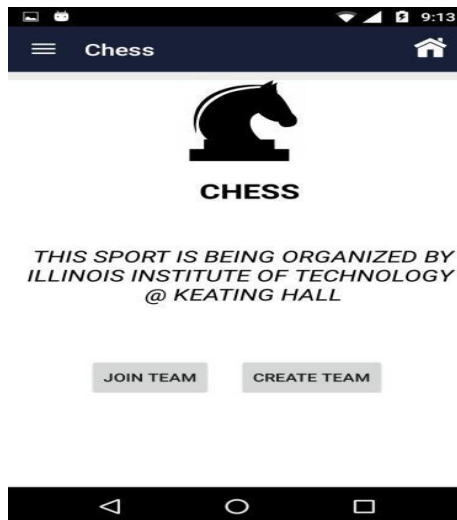 9:13
Chess
CHESS
THIS SPORT IS BEING ORGANIZED BY
ILLINOIS INSTITUTE OF TECHNOLOGY
@ KEATING HALL
JOIN TEAM CREATE TEAM